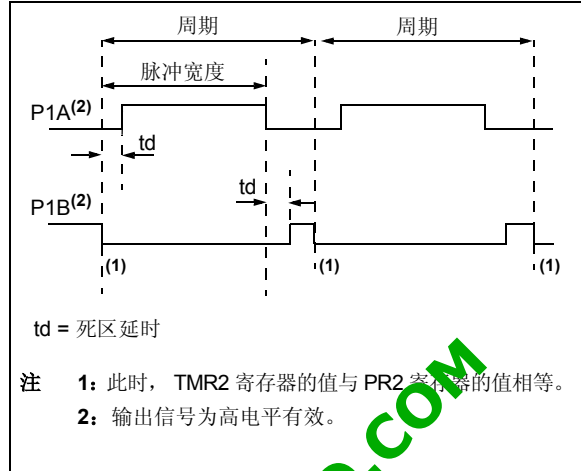 周期 周期
脉冲宽度
P1A(2)
td
td
P1B(2)
(1) (1) (1)
td = 死区延时
注 1: 此时, TMR2 寄存器的值与 PR2 寄存器的值相等。
2: 输出信号为高电平有效。
.COM